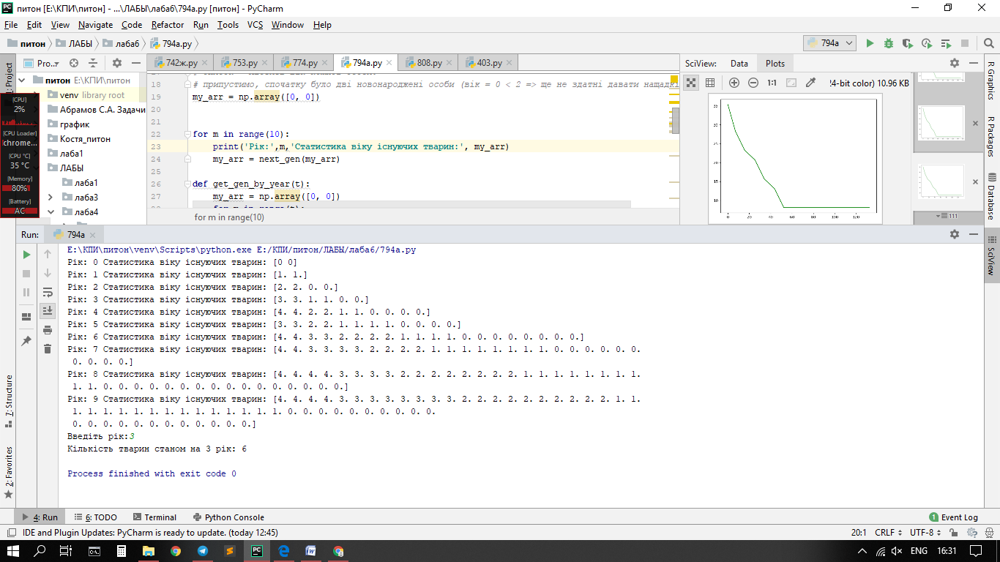 питон [E:\КПИ\питон] - ...\ЛАБЫ\лаба6\794a.py [питон] - PyCharm
File Edit View Navigate Code Refactor Run Tools VCS Window Help
питон ЛАБЫ лаба6 794a.py
794a
Pro..
742ж.py 753.py 774.py 794a.py 808.py 403.py
SciView: Data Plots
1: Project
питон E:\КПИ\питон
venv library root
Абрамов С.А. Задачи
график
Костя_питон
лаба1
ЛАБЫ
лаба1
лаба3
лаба4
[CPU]
2%
[CPU Loader]
chrome...
[CPU °C]
35 °C
[Memory]
80%
[Battery]
AC
18 # припустимо, спочатку було дві новонароджені особи (вік = 0 < 2 => ще не здатні давати нащадкі
19 my_arr = np.array([0, 0])
20
21
22 for m in range(10):
23 print('Рік:',m,'Статистика віку існуючих тварин:', my_arr)
24 my_arr = next_gen(my_arr)
25
26 def get_gen_by_year(t):
27 my_arr = np.array([0, 0])
for m in range(10)
1:1 !4-bit color) 10.96 KB
35
30
25
20
15
10
0 20 40 60 80 100 120
111
R Graphics
R Packages
Database
SciView
Run: 794a
E:\КПИ\питон\venv\Scripts\python.exe E:/КПИ/питон/ЛАБЫ/лаба6/794a.py
Рік: 0 Статистика віку існуючих тварин: [0 0]
Рік: 1 Статистика віку існуючих тварин: [1. 1.]
Рік: 2 Статистика віку існуючих тварин: [2. 2. 0. 0.]
Рік: 3 Статистика віку існуючих тварин: [3. 3. 1. 1. 0. 0.]
Рік: 4 Статистика віку існуючих тварин: [4. 4. 2. 2. 1. 1. 0. 0. 0. 0.]
Рік: 5 Статистика віку існуючих тварин: [3. 3. 2. 2. 1. 1. 1. 1. 0. 0. 0. 0.]
Рік: 6 Статистика віку існуючих тварин: [4. 4. 3. 3. 2. 2. 2. 2. 1. 1. 1. 1. 0. 0. 0. 0. 0. 0. 0. 0.]
Рік: 7 Статистика віку існуючих тварин: [4. 4. 3. 3. 3. 3. 2. 2. 2. 2. 1. 1. 1. 1. 1. 1. 1. 1. 0. 0. 0. 0. 0. 0.
0. 0. 0. 0.]
Рік: 8 Статистика віку існуючих тварин: [4. 4. 4. 4. 3. 3. 3. 3. 2. 2. 2. 2. 2. 2. 2. 2. 1. 1. 1. 1. 1. 1. 1. 1.
1. 1. 0. 0. 0. 0. 0. 0. 0. 0. 0. 0. 0. 0. 0. 0. 0. 0.]
Рік: 9 Статистика віку існуючих тварин: [4. 4. 4. 4. 3. 3. 3. 3. 3. 3. 3. 3. 2. 2. 2. 2. 2. 2. 2. 2. 2. 2. 1. 1.
1. 1. 1. 1. 1. 1. 1. 1. 1. 1. 1. 1. 1. 1. 0. 0. 0. 0. 0. 0. 0. 0. 0. 0.
0. 0. 0. 0. 0. 0. 0. 0. 0. 0. 0. 0.]
Введіть рік:3
Кількість тварин станом на 3 рік: 6
Process finished with exit code 0
7: Structure
2: Favorites
4: Run 6: TODO Terminal Python Console 1 Event Log
IDE and Plugin Updates: PyCharm is ready to update. (today 12:45) 20:1 CRLF UTF-8
ENG 16:31